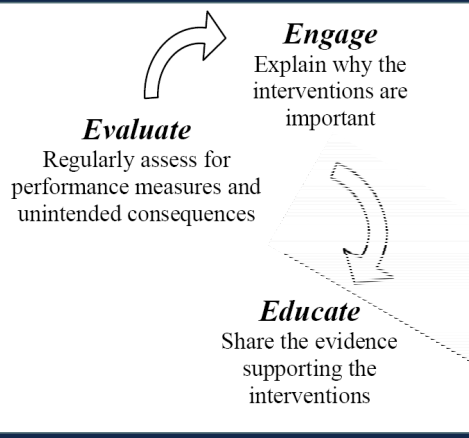 Engage
Explain why the
interventions are
important
Evaluate
Regularly assess for
performance measures and
unintended consequences
Educate
Share the evidence
supporting the
interventions